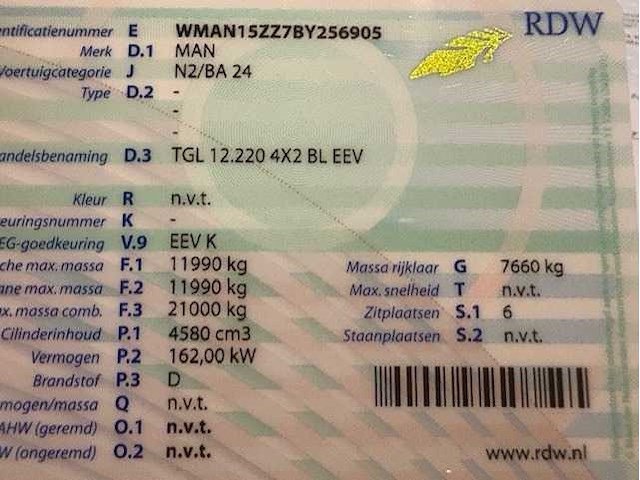 entificatienummer E WMAN15ZZ7BY256905 RDW
Merk D.1 MAN
Voertuigcategorie J N2/BA 24
Type D.2 -
-
-
andelsbenaming D.3 TGL 12.220 4X2 BL EEV
Kleur R n.v.t.
euringsnummer K -
EG-goedkeuring V.9 EEV K
che max. massa F.1 11990 kg Massa rijklaar G 7660 kg
ane max. massa F.2 11990 kg Max. snelheid T n.v.t.
x. massa comb. F.3 21000 kg Zitplaatsen S.1 6
Cilinderinhoud P.1 4580 cm3 Staanplaatsen S.2 n.v.t.
Vermogen P.2 162,00 kW
Brandstof P.3 D
mogen/massa Q n.v.t.
AHW (geremd) O.1 n.v.t.
W (ongeremd) O.2 n.v.t. www.rdw.nl